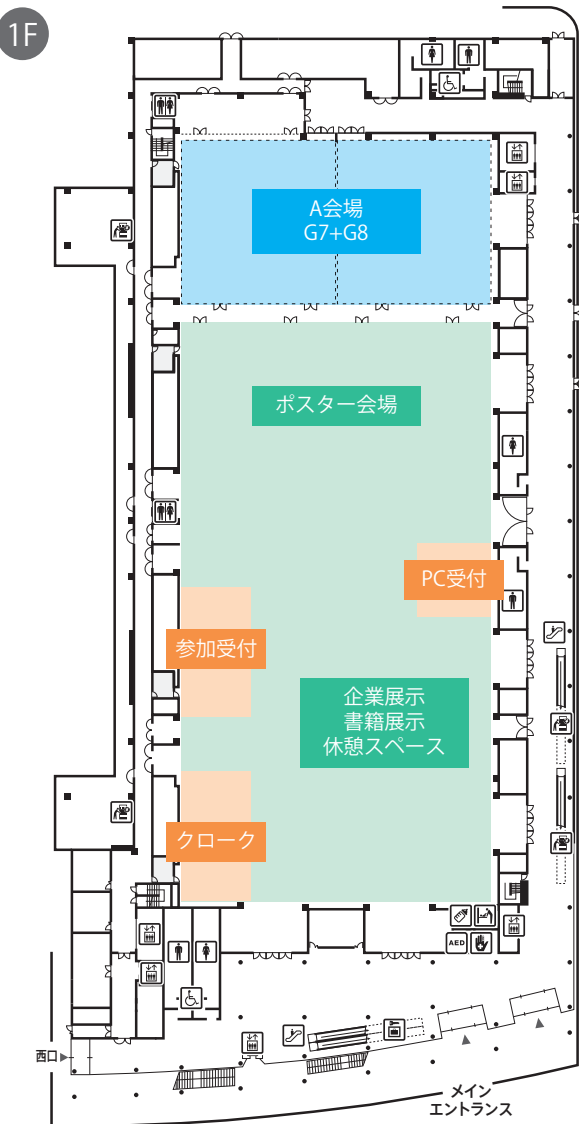 1F
A会場
G7+G8
ポスター会場
PC受付
参加受付
企業展示
書籍展示
休憩スペース
クローク
AED
西口
メイン
エントランス